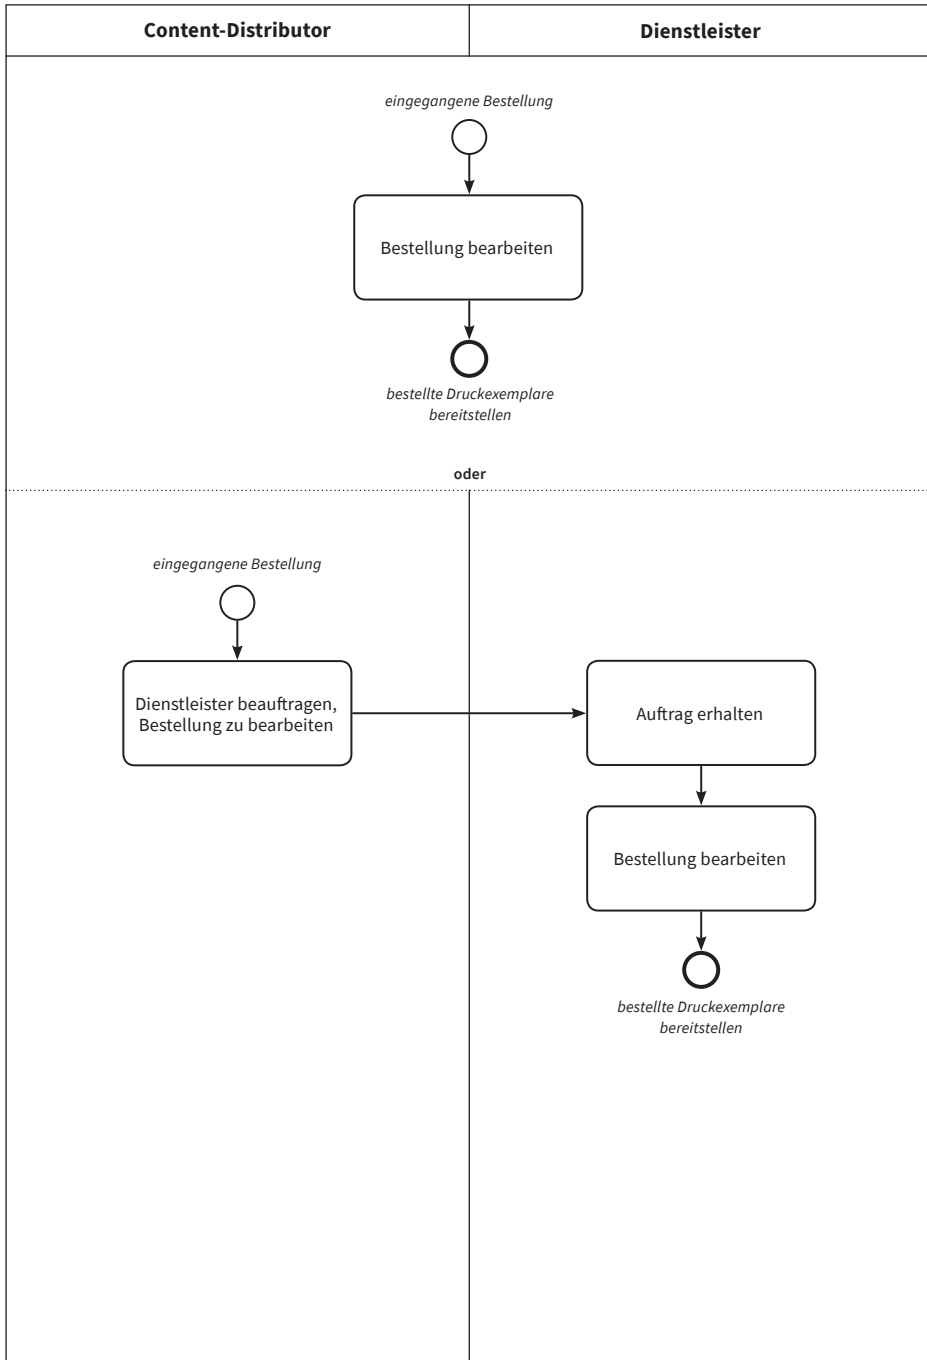 Content-Distributor
Dienstleister
eingegangene Bestellung
Bestellung bearbeiten
bestellte Druckexemplare
bereitstellen
oder
eingegangene Bestellung
Dienstleister beauftragen,
Bestellung zu bearbeiten
Auftrag erhalten
Bestellung bearbeiten
bestellte Druckexemplare
bereitstellen